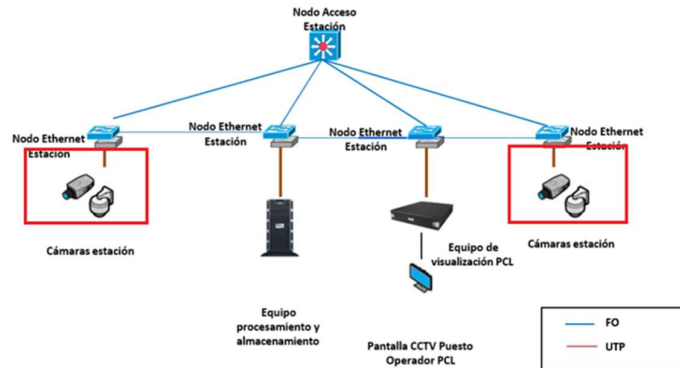 Nodo Acceso
Estación
Nodo Ethernet
Estación
Nodo Ethernet
Estación
Nodo Ethernet
Estación
Nodo Ethernet
Estación
Cámaras estación
Equipo
procesamiento y
almacenamiento
Equipo de
visualización PCL
Pantalla CCTV Puesto
Operador PCL
Cámaras estación
FO
UTP